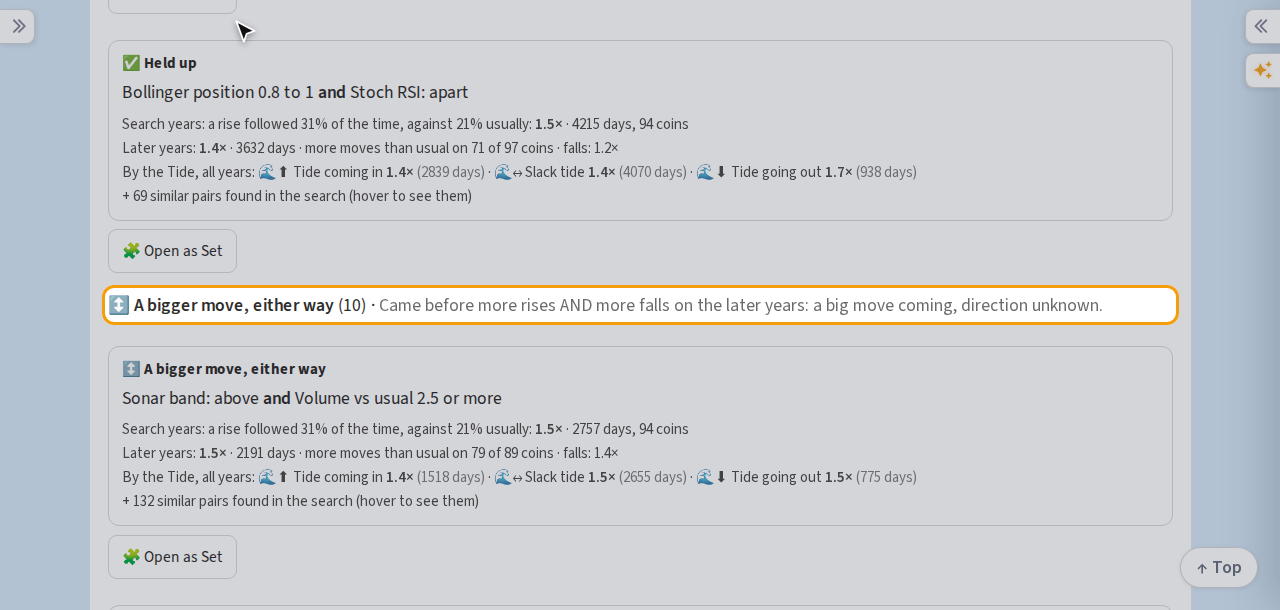 ✅ Held up
Bollinger position 0.8 to 1 and Stoch RSI: apart
Search years: a rise followed 31% of the time, against 21% usually: 1.5× · 4215 days, 94 coins
Later years: 1.4× · 3632 days · more moves than usual on 71 of 97 coins · falls: 1.2×
By the Tide, all years: 🌊⬆ Tide coming in 1.4× (2839 days) · 🌊↔ Slack tide 1.4× (4070 days) · 🌊⬇ Tide going out 1.7× (938 days)
+ 69 similar pairs found in the search (hover to see them)
🧩 Open as Set
↕️ A bigger move, either way (10) · Came before more rises AND more falls on the later years: a big move coming, direction unknown.
↕️ A bigger move, either way
Sonar band: above and Volume vs usual 2.5 or more
Search years: a rise followed 31% of the time, against 21% usually: 1.5× · 2757 days, 94 coins
Later years: 1.5× · 2191 days · more moves than usual on 79 of 89 coins · falls: 1.4×
By the Tide, all years: 🌊⬆ Tide coming in 1.4× (1518 days) · 🌊↔ Slack tide 1.5× (2655 days) · 🌊⬇ Tide going out 1.5× (775 days)
+ 132 similar pairs found in the search (hover to see them)
🧩 Open as Set
↑ Top